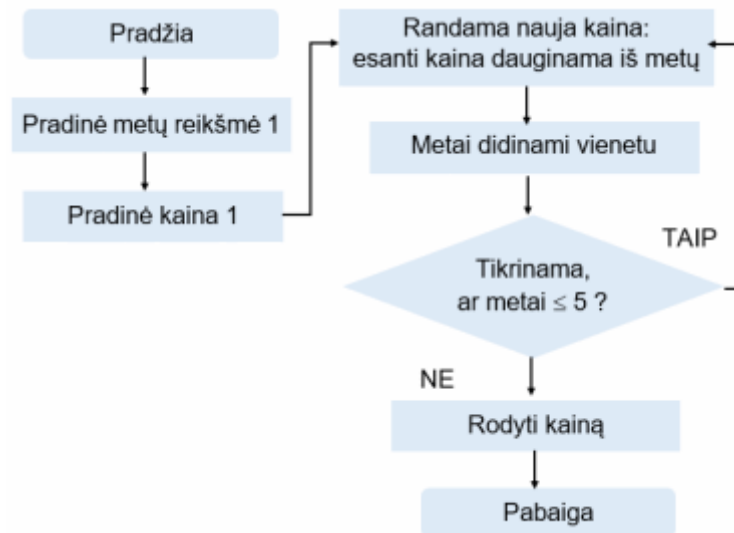 Pradžia
Pradinė metų reikšmė 1
Pradinė kaina 1
Randama nauja kaina:
esanti kaina dauginama iš metų
Metai didinami vienetu
Tikrinama,
ar metai ≤ 5 ?
TAIP
NE
Rodyti kainą
Pabaiga